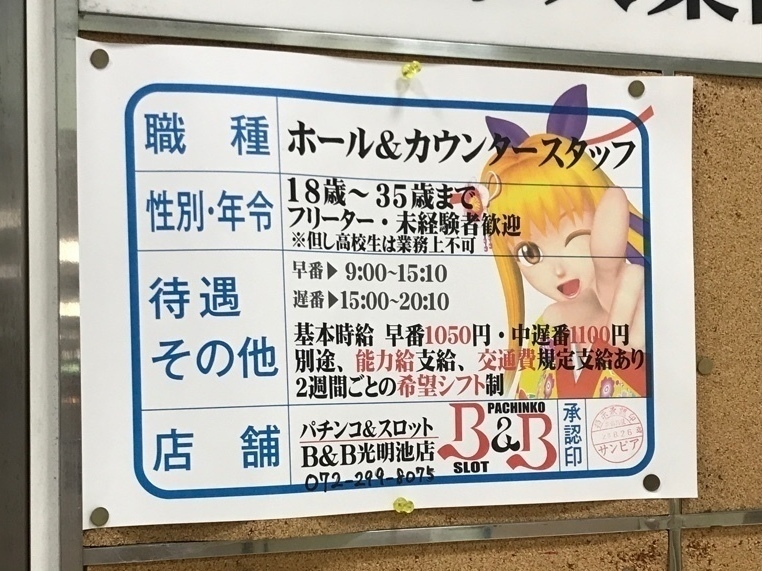 職種
ホール&カウンタースタッフ
性別・年令
18歳〜35歳まで
フリーター・未経験者歓迎
※但し高校生は業務上不可
待遇
その他
早番▶9:00~15:10
遅番▶15:00~20:10
基本時給 早番1050円・中遅番1100円
別途、能力給支給、交通費規定支給あり
2週間ごとの希望シフト制
店舗
パチンコ&スロット
B&B光明池店
072-299-8075
PACHINKO
B&B
SLOT
承認印
サンピア